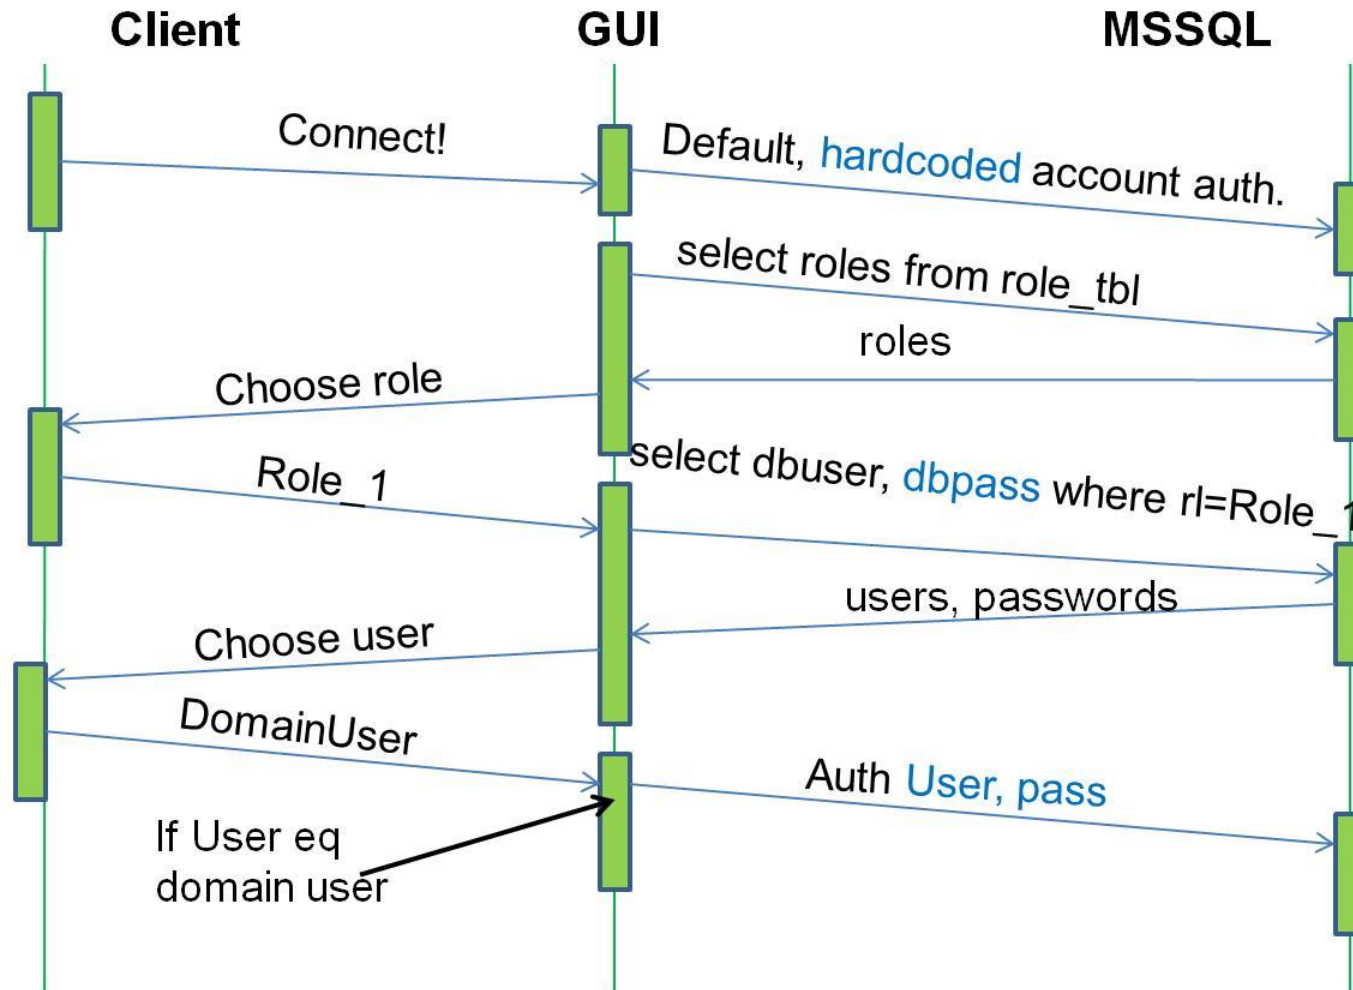 Client
GUI
MSSQL
Connect!
Default, hardcoded account auth.
select roles from role_tbl
roles
Choose role
Role_1
select dbuser, dbpass where rl=Role_1
users, passwords
Choose user
DomainUser
Auth User, pass
If User eq
domain user